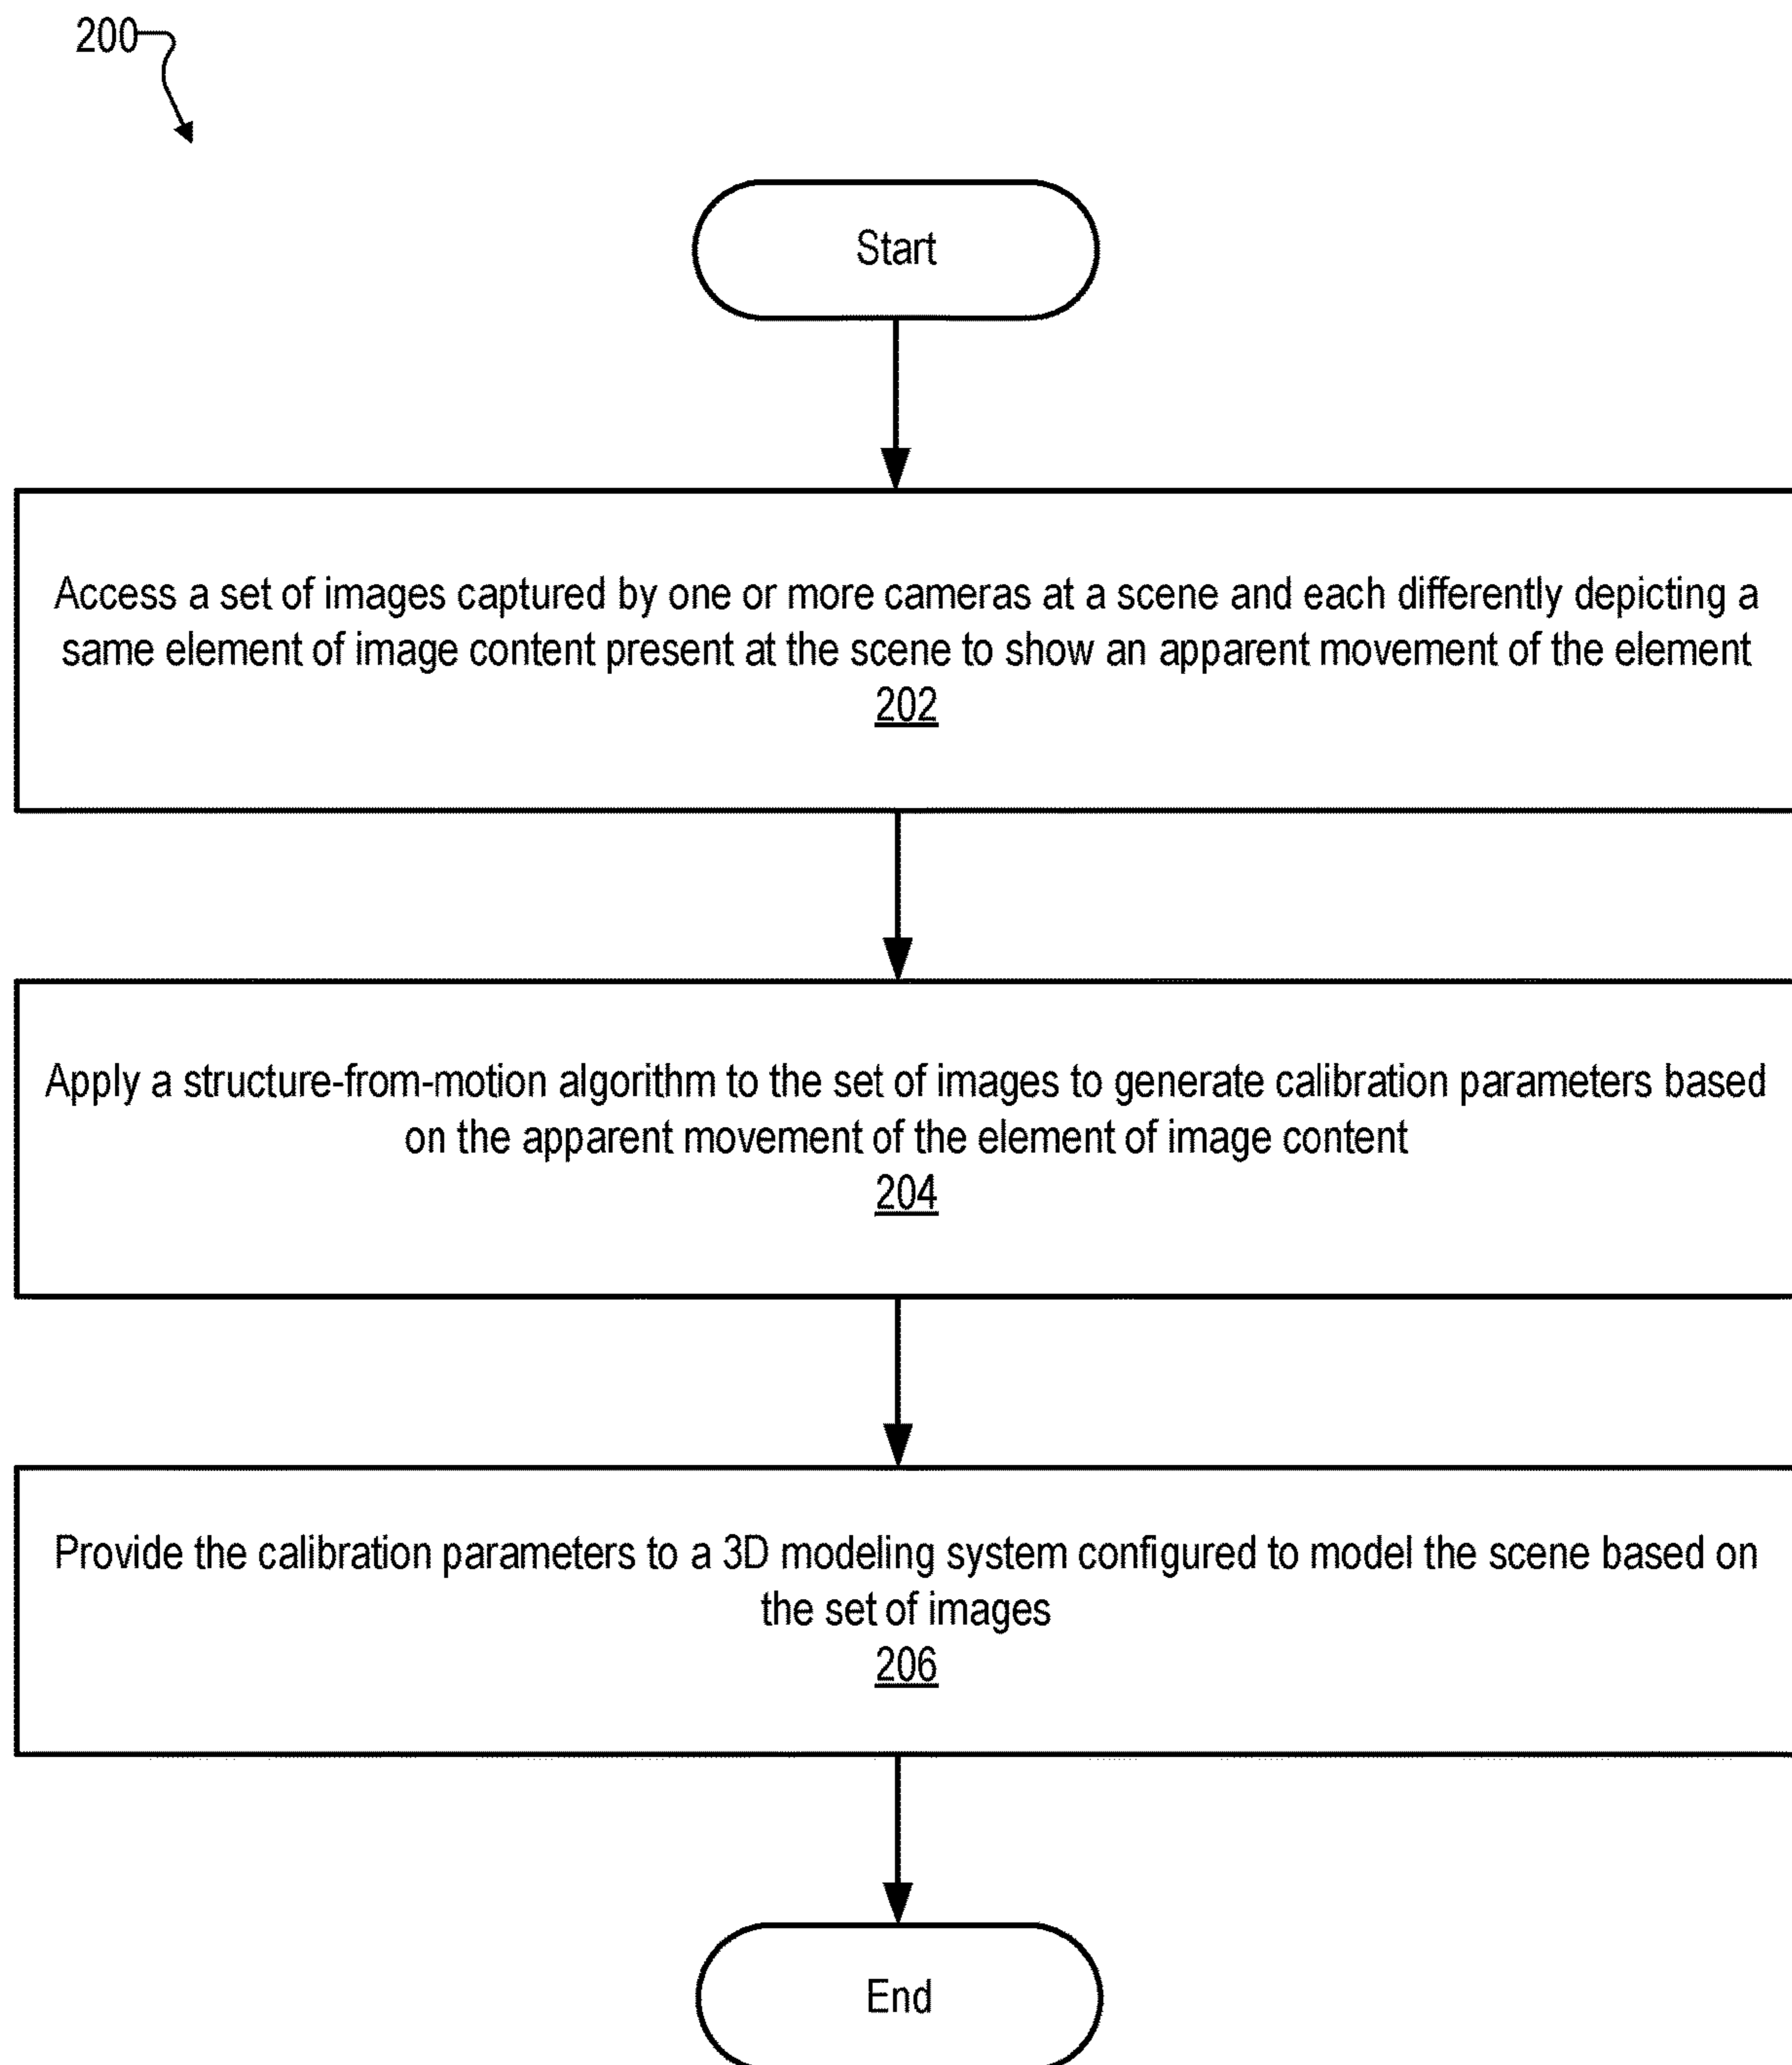 200
Start
Access a set of images captured by one or more cameras at a scene and each differently depicting a
same element of image content present at the scene to show an apparent movement of the element
202
Apply a structure-from-motion algorithm to the set of images to generate calibration parameters based
on the apparent movement of the element of image content
204
Provide the calibration parameters to a 3D modeling system configured to model the scene based on
the set of images
206
End